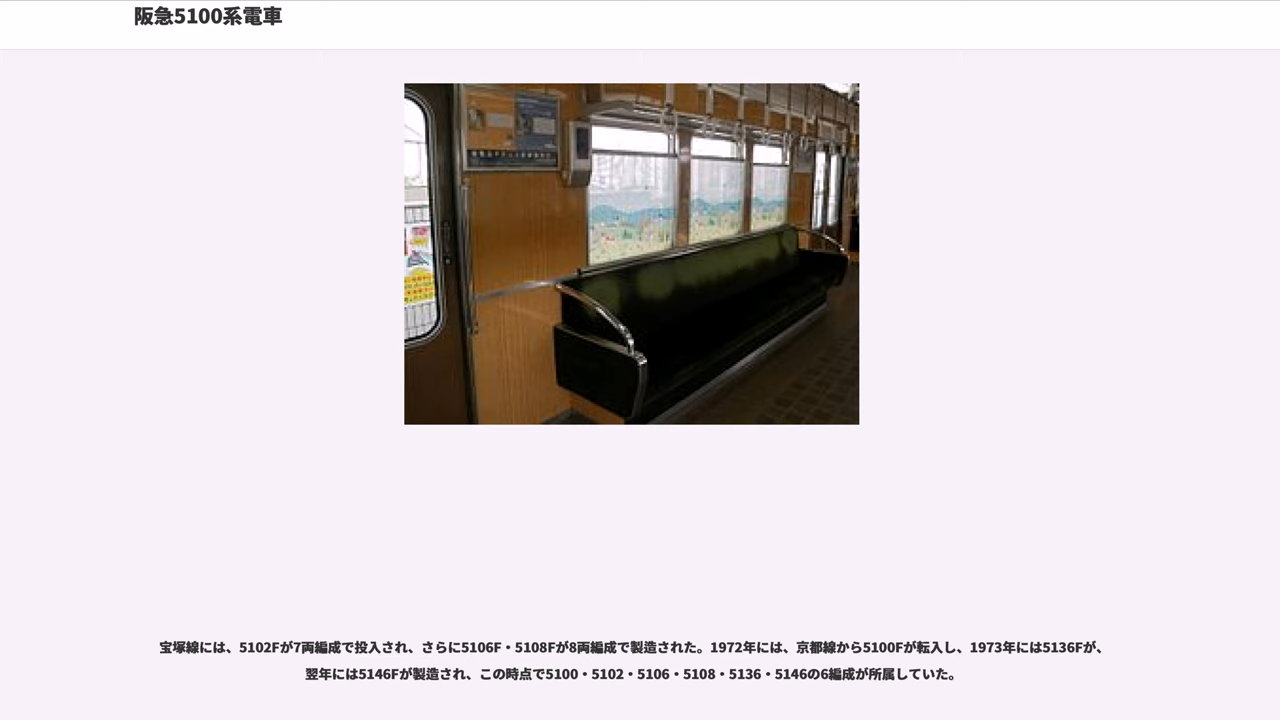 阪急5100系電車
宝塚線には、5102Fが7両編成で投入され、さらに5106F・5108Fが8両編成で製造された。1972年には、京都線から5100Fが転入し、1973年には5136Fが、
翌年には5146Fが製造され、この時点で5100・5102・5106・5108・5136・5146の6編成が所属していた。